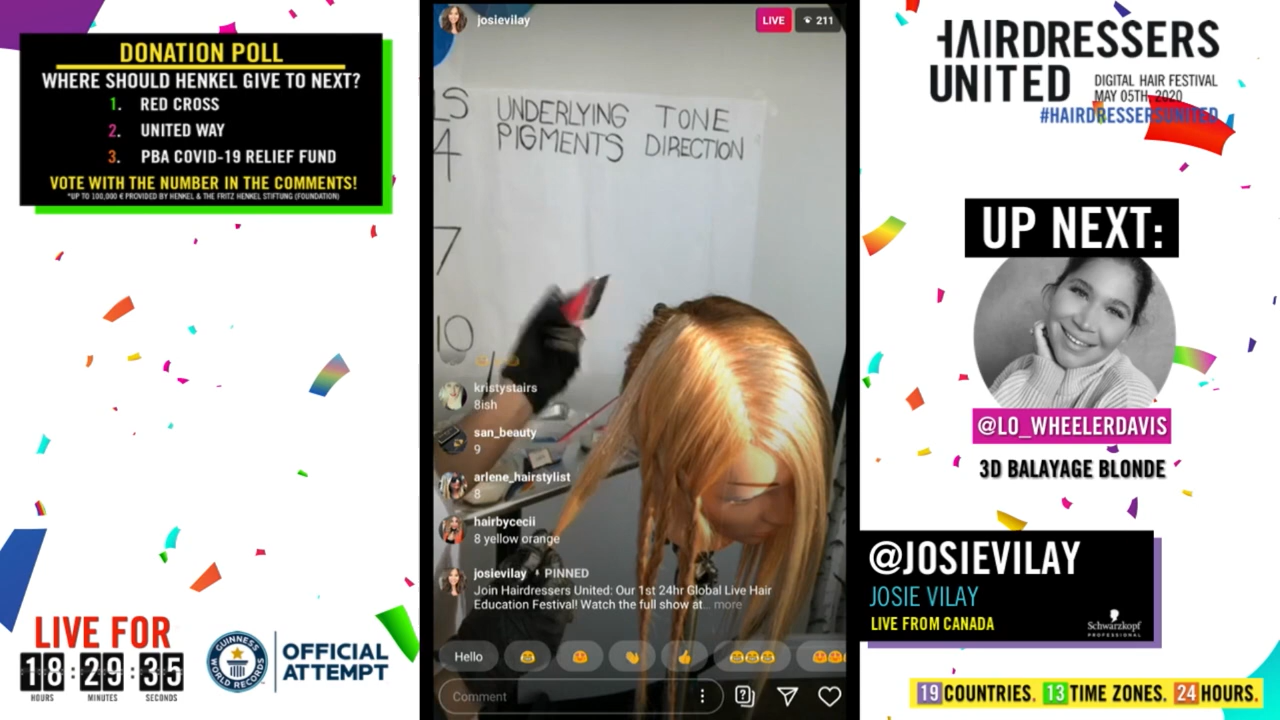 DONATION POLL
WHERE SHOULD HENKEL GIVE TO NEXT?
1. RED CROSS
2. UNITED WAY
3. PBA COVID-19 RELIEF FUND
VOTE WITH THE NUMBER IN THE COMMENTS!
*UP TO 100,000 € PROVIDED BY HENKEL & THE FRITZ HENKEL STIFTUNG (FOUNDATION)
LIVE FOR
18:29:35
HOURS MINUTES SECONDS
GUINNESS WORLD RECORDS
OFFICIAL
ATTEMPT
josievilay
LIVE 211
LS
UNDERLYING TONE
PIGMENTS DIRECTION
4
7
10
kristystairs
8ish
san_beauty
9
arlene_hairstylist
8
hairbycecii
8 yellow orange
josievilay PINNED
Join Hairdressers United: Our 1st 24hr Global Live Hair
Education Festival! Watch the full show at... more
Hello
Comment
HAIRDRESSERS
UNITED
DIGITAL HAIR FESTIVAL
MAY 05TH, 2020
#HAIRDRESSERSUNITED
UP NEXT:
@LO_WHEELERDAVIS
3D BALAYAGE BLONDE
@JOSIEVILAY
JOSIE VILAY
LIVE FROM CANADA
Schwarzkopf
PROFESSIONAL
19 COUNTRIES. 13 TIME ZONES. 24 HOURS.